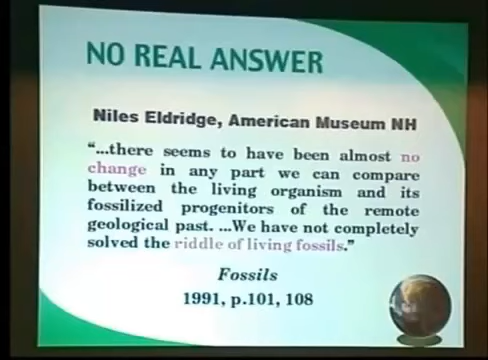 NO REAL ANSWER
Niles Eldridge, American Museum NH
“...there seems to have been almost no
change in any part we can compare
between the living organism and its
fossilized progenitors of the remote
geological past. ...We have not completely
solved the riddle of living fossils.”
Fossils
1991, p.101, 108